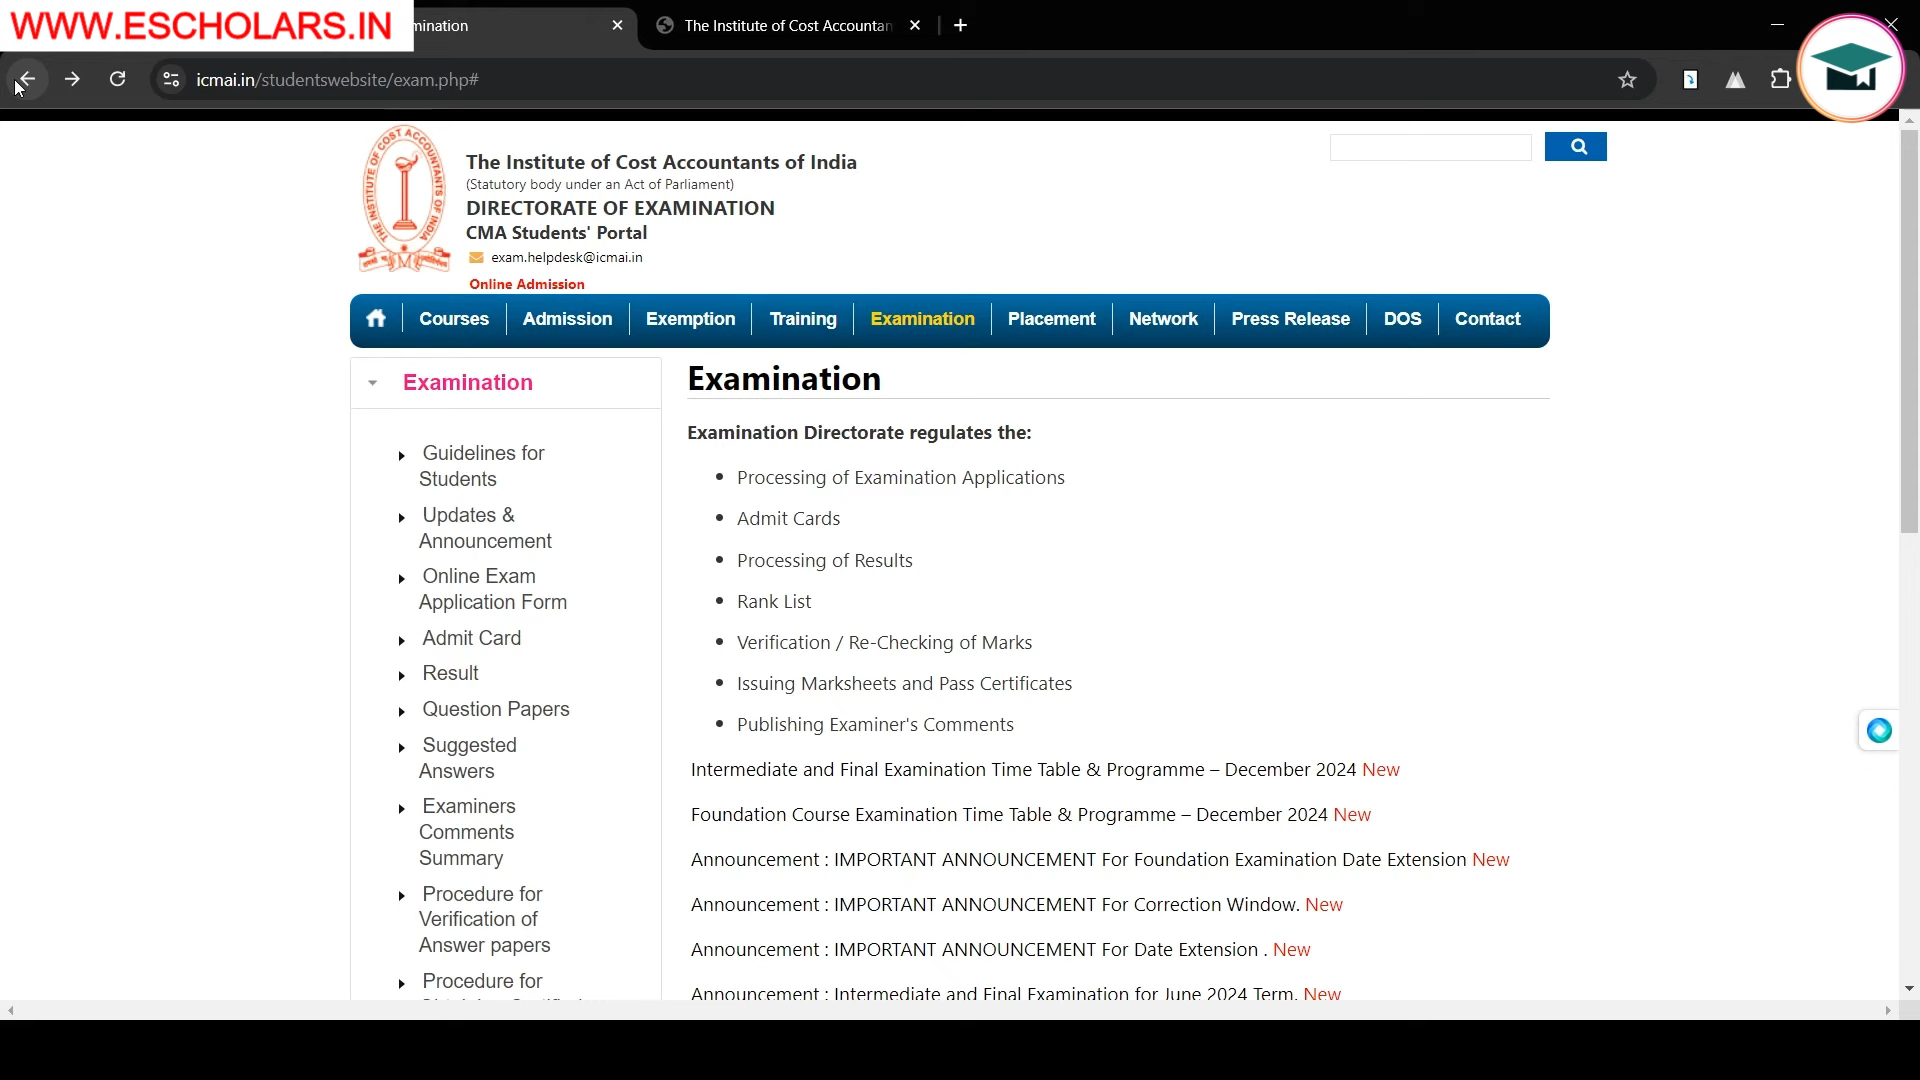 WWW.ESCHOLARS.IN
mination
The Institute of Cost Accountan
icmai.in/studentswebsite/exam.php#
THE INSTITUTE OF COST ACCOUNTANTS OF INDIA
The Institute of Cost Accountants of India
(Statutory body under an Act of Parliament)
DIRECTORATE OF EXAMINATION
CMA Students' Portal
exam.helpdesk@icmai.in
Online Admission
Courses
Admission
Exemption
Training
Examination
Placement
Network
Press Release
DOS
Contact
Examination
Guidelines for
Students
Updates &
Announcement
Online Exam
Application Form
Admit Card
Result
Question Papers
Suggested
Answers
Examiners
Comments
Summary
Procedure for
Verification of
Answer papers
Procedure for
Examination
Examination Directorate regulates the:
Processing of Examination Applications
Admit Cards
Processing of Results
Rank List
Verification / Re-Checking of Marks
Issuing Marksheets and Pass Certificates
Publishing Examiner's Comments
Intermediate and Final Examination Time Table & Programme – December 2024 New
Foundation Course Examination Time Table & Programme – December 2024 New
Announcement : IMPORTANT ANNOUNCEMENT For Foundation Examination Date Extension New
Announcement : IMPORTANT ANNOUNCEMENT For Correction Window. New
Announcement : IMPORTANT ANNOUNCEMENT For Date Extension . New
Announcement : Intermediate and Final Examination for June 2024 Term. New